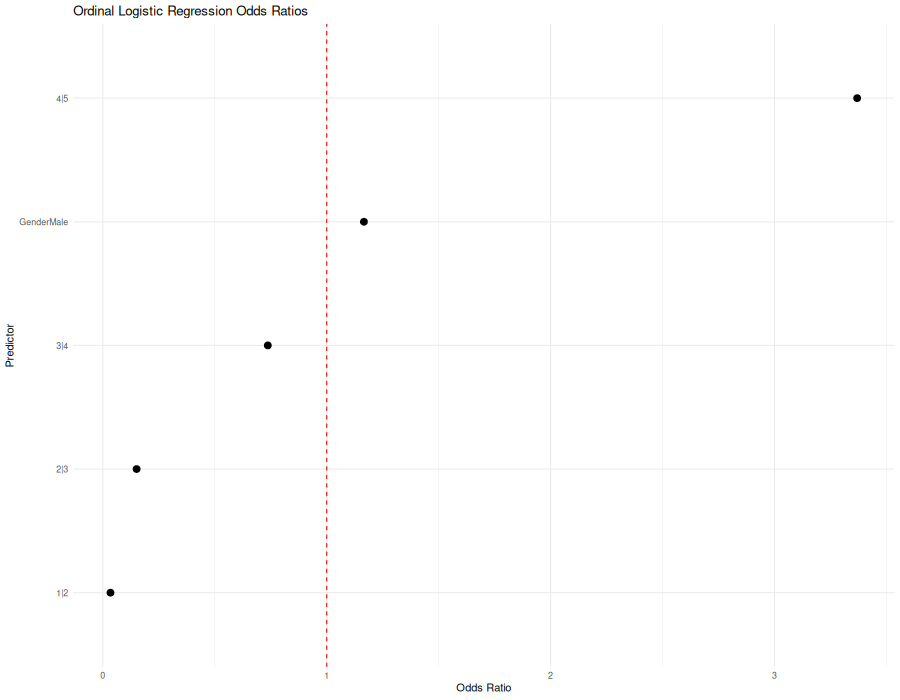 Ordinal Logistic Regression Odds Ratios
Predictor
4|5
GenderMale
3|4
2|3
1|2
0
1
2
3
Odds Ratio